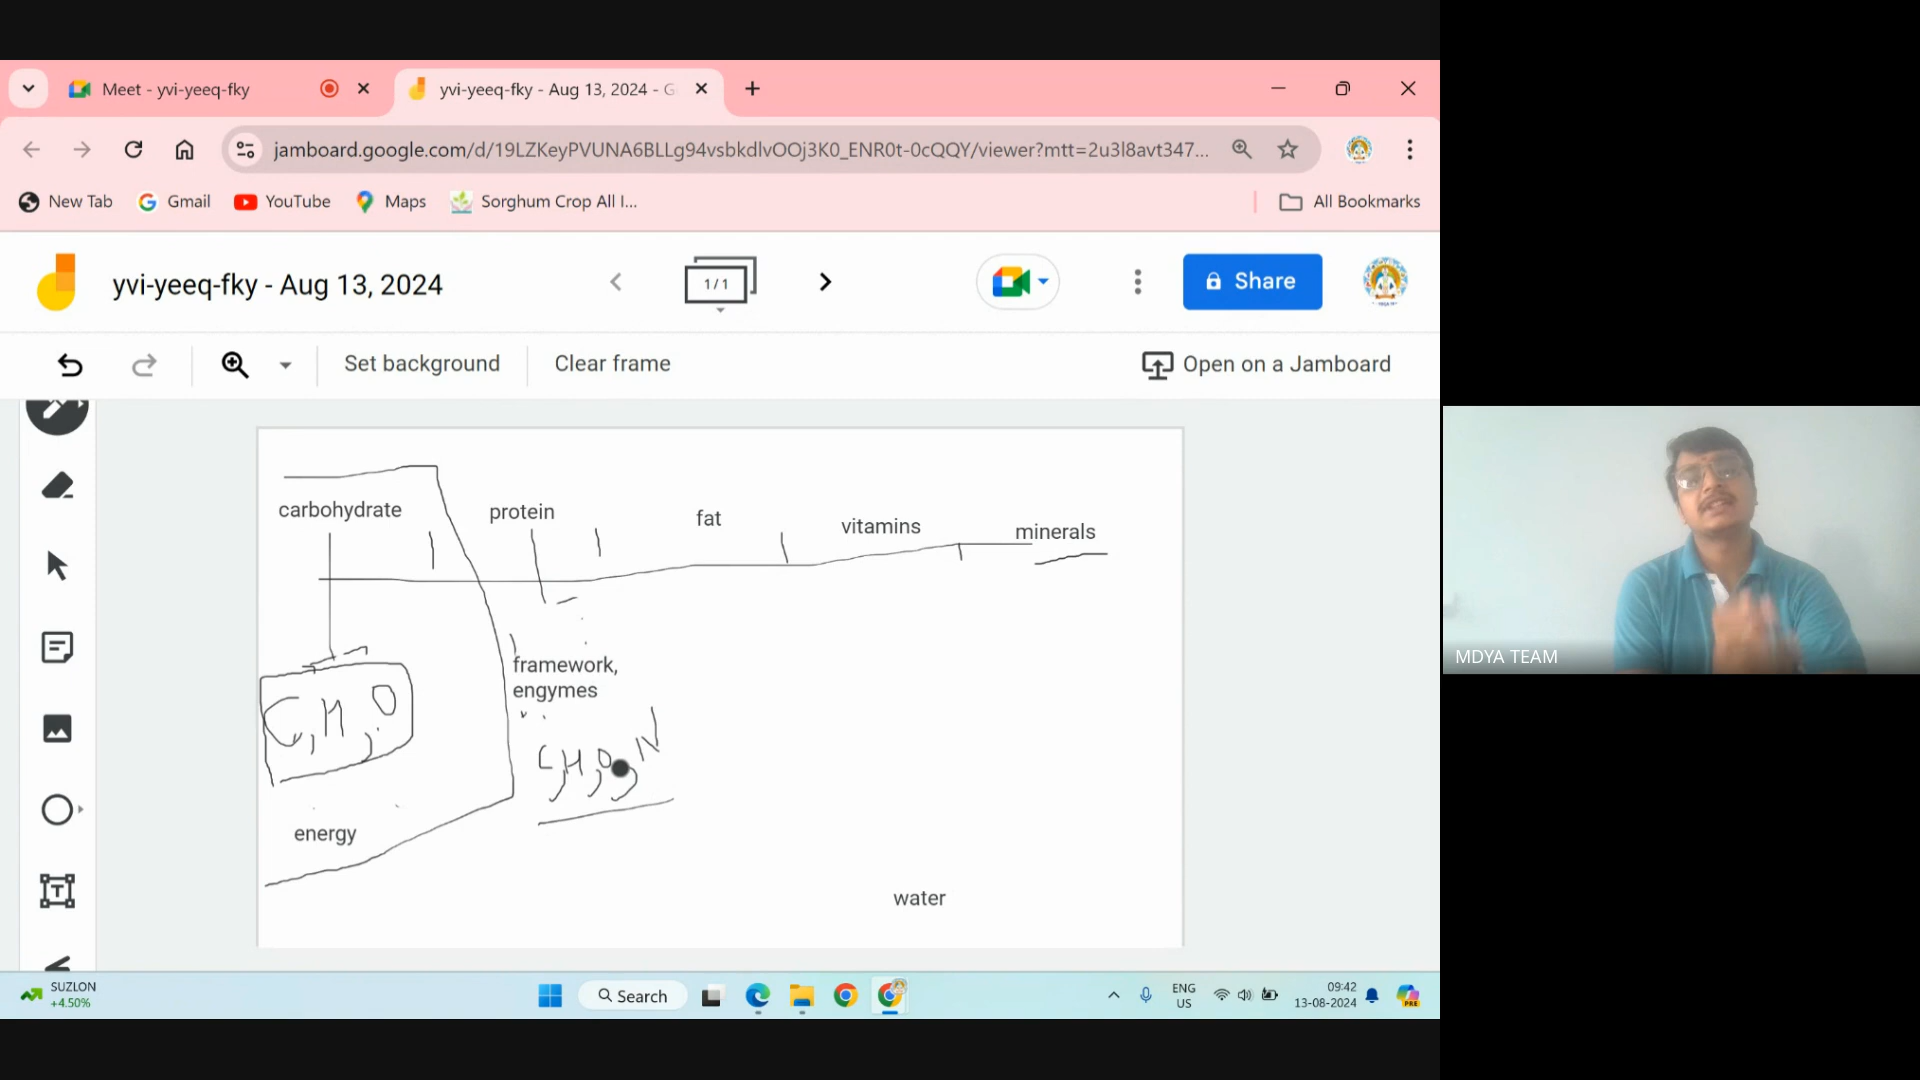 Meet - yvi-yeeq-fky
yvi-yeeq-fky - Aug 13, 2024 - G
jamboard.google.com/d/19LZKeyPVUNA6BLLg94vsbkdlvOOj3K0_ENR0t-0cQQY/viewer?mtt=2u3l8avt347...
New Tab Gmail YouTube Maps Sorghum Crop All I... All Bookmarks
yvi-yeeq-fky - Aug 13, 2024
1/1
Share
Set background Clear frame Open on a Jamboard
carbohydrate protein fat vitamins minerals
framework,
engymes
C, H, O
C, H, O, N
energy
water
MDYA TEAM
SUZLON
+4.50%
Search
ENG
US
09:42
13-08-2024
PRE